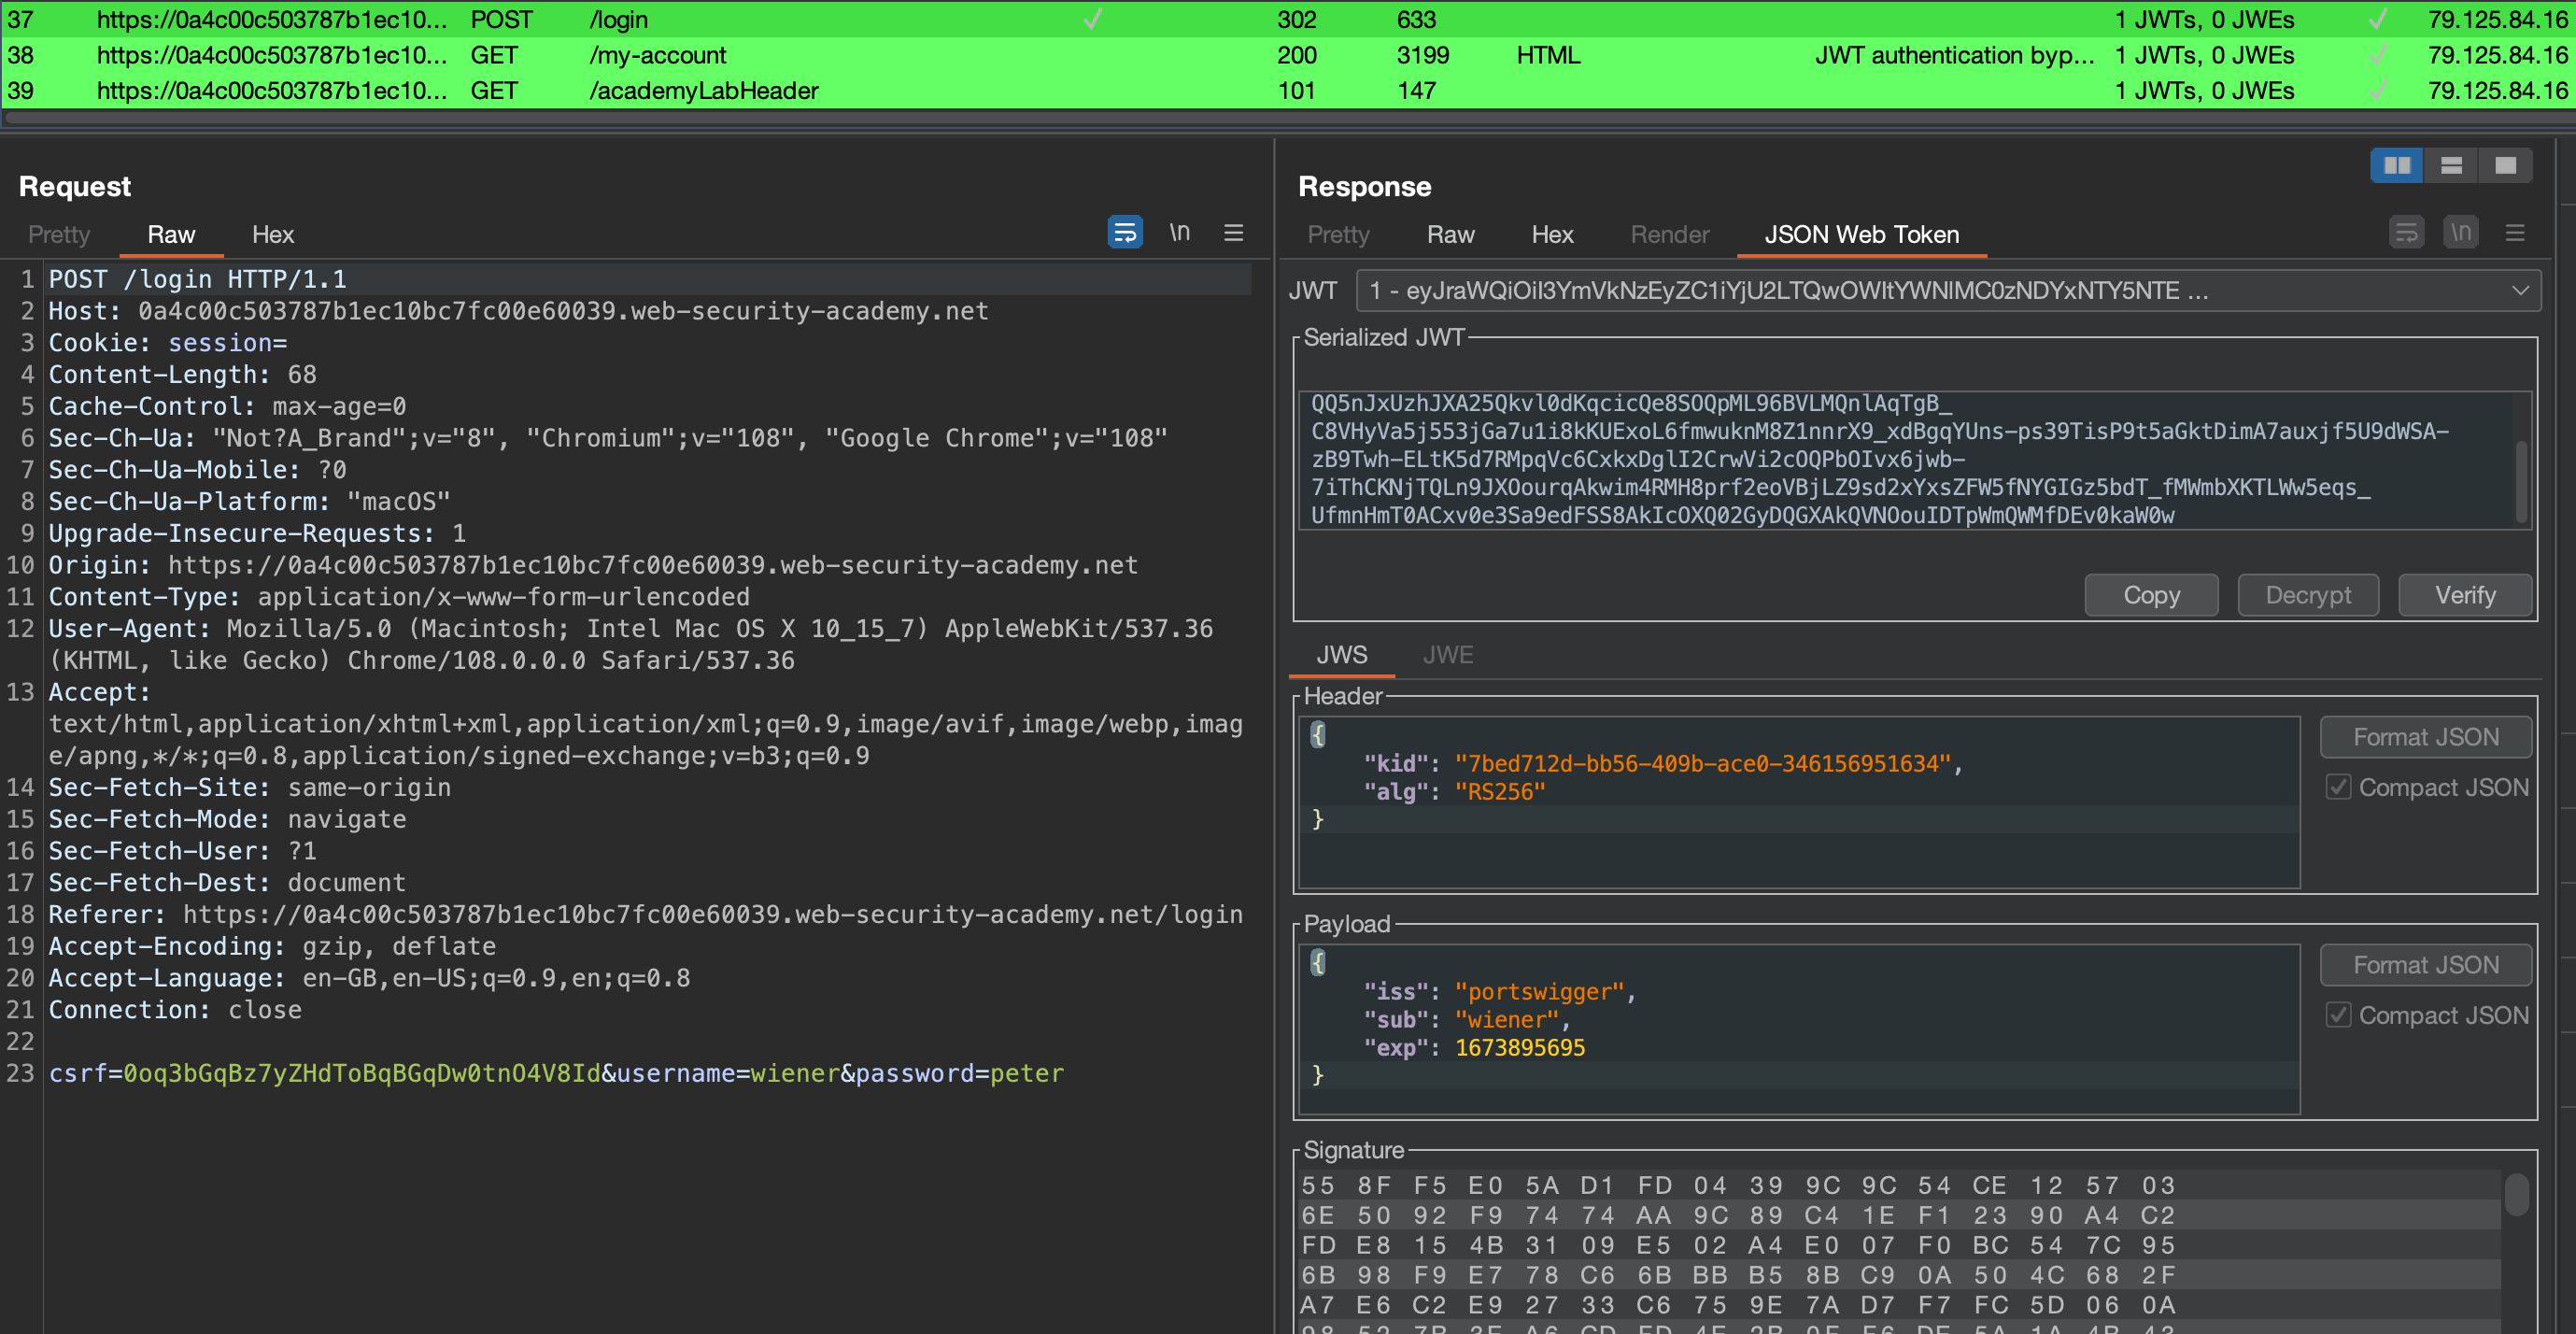 37 https://0a4c00c503787b1ec10... POST /login 302 633 1 JWTs, 0 JWEs 79.125.84.16
38 https://0a4c00c503787b1ec10... GET /my-account 200 3199 HTML JWT authentication byp... 1 JWTs, 0 JWEs 79.125.84.16
39 https://0a4c00c503787b1ec10... GET /academyLabHeader 101 147 1 JWTs, 0 JWEs 79.125.84.16
Request
Pretty Raw Hex \n
1 POST /login HTTP/1.1
2 Host: 0a4c00c503787b1ec10bc7fc00e60039.web-security-academy.net
3 Cookie: session=
4 Content-Length: 68
5 Cache-Control: max-age=0
6 Sec-Ch-Ua: "Not?A_Brand";v="8", "Chromium";v="108", "Google Chrome";v="108"
7 Sec-Ch-Ua-Mobile: ?0
8 Sec-Ch-Ua-Platform: "macOS"
9 Upgrade-Insecure-Requests: 1
10 Origin: https://0a4c00c503787b1ec10bc7fc00e60039.web-security-academy.net
11 Content-Type: application/x-www-form-urlencoded
12 User-Agent: Mozilla/5.0 (Macintosh; Intel Mac OS X 10_15_7) AppleWebKit/537.36
(KHTML, like Gecko) Chrome/108.0.0.0 Safari/537.36
13 Accept:
text/html,application/xhtml+xml,application/xml;q=0.9,image/avif,image/webp,imag
e/apng,*/*;q=0.8,application/signed-exchange;v=b3;q=0.9
14 Sec-Fetch-Site: same-origin
15 Sec-Fetch-Mode: navigate
16 Sec-Fetch-User: ?1
17 Sec-Fetch-Dest: document
18 Referer: https://0a4c00c503787b1ec10bc7fc00e60039.web-security-academy.net/login
19 Accept-Encoding: gzip, deflate
20 Accept-Language: en-GB,en-US;q=0.9,en;q=0.8
21 Connection: close
22
23 csrf=0oq3bGqBz7yZHdToBqBGqDw0tnO4V8Id&username=wiener&password=peter
Response
Pretty Raw Hex Render JSON Web Token \n
JWT 1 - eyJraWQiOiI3YmVkNzEyZC1iYjU2LTQwOWItYWNlMC0zNDYxNTY5NTE ...
Serialized JWT
QQ5nJxUzhJXA25Qkvl0dKqcicQe8SOQpML96BVLMQnlAqTgB_
C8VHyVa5j553jGa7u1i8kKUExoL6fmwuknM8Z1nnrX9_xdBgqYUns-ps39TisP9t5aGktDimA7auxjf5U9dWSA-
zB9Twh-ELtK5d7RMpqVc6CxkxDglI2CrwVi2cOQPbOIvx6jwb-
7iThCKNjTQLn9JXOourqAkwim4RMH8prf2eoVBjLZ9sd2xYxsZFW5fNYGIGz5bdT_fMWmbXKTLWw5eqs_
UfmnHmT0ACxv0e3Sa9edFSS8AkIcOXQ02GyDQGXAkQVNOouIDTpWmQWMfDEv0kaW0w
Copy Decrypt Verify
JWS JWE
Header
{
"kid": "7bed712d-bb56-409b-ace0-346156951634",
"alg": "RS256"
}
Format JSON
Compact JSON
Payload
{
"iss": "portswigger",
"sub": "wiener",
"exp": 1673895695
}
Format JSON
Compact JSON
Signature
55 8F F5 E0 5A D1 FD 04 39 9C 9C 54 CE 12 57 03
6E 50 92 F9 74 74 AA 9C 89 C4 1E F1 23 90 A4 C2
FD E8 15 4B 31 09 E5 02 A4 E0 07 F0 BC 54 7C 95
6B 98 F9 E7 78 C6 6B BB B5 8B C9 0A 50 4C 68 2F
A7 E6 C2 E9 27 33 C6 75 9E 7A D7 F7 FC 5D 06 0A